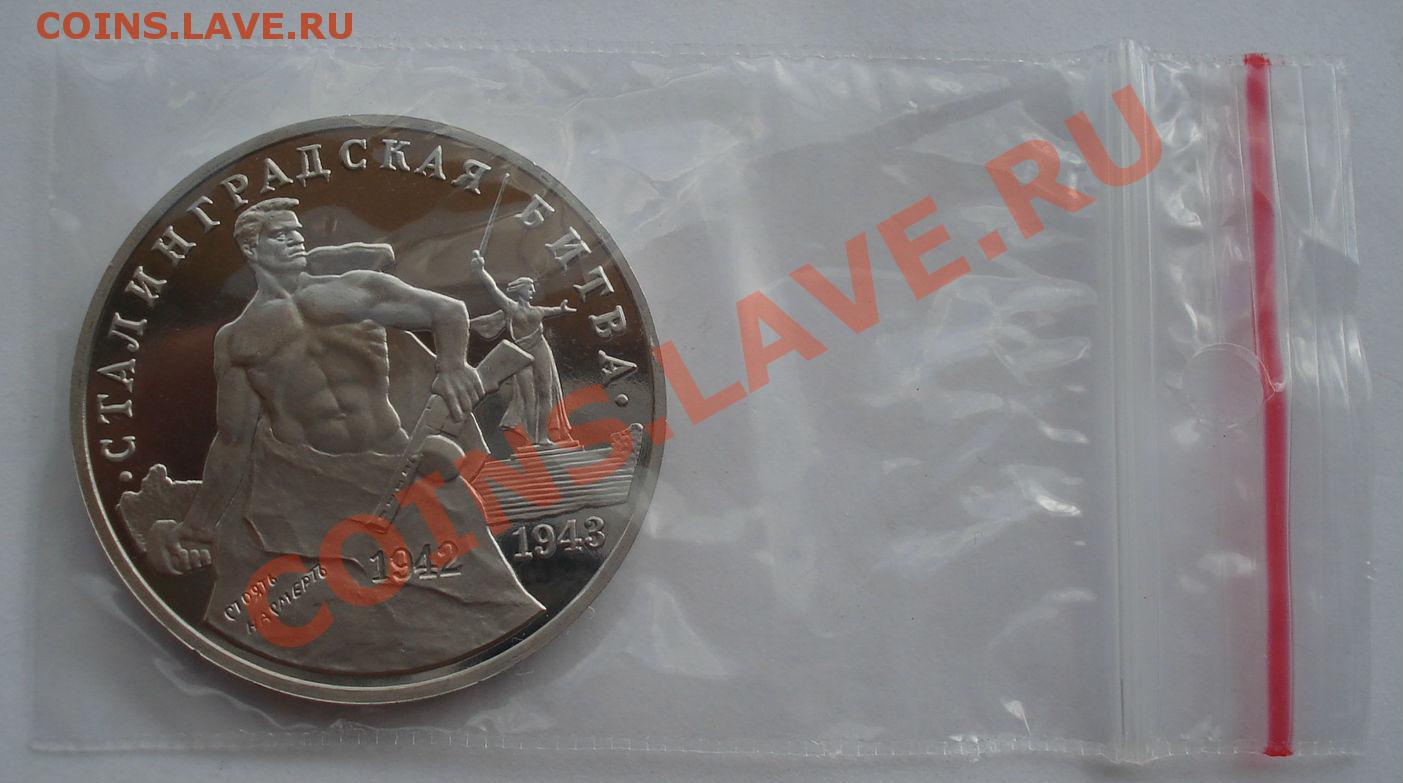 COINS.LAVE.RU
СТАЛИНГРАДСКАЯ БИТВА
COINS.LAVE.RU
СТОЯТЬ
НАСМЕРТЬ
1942
1943